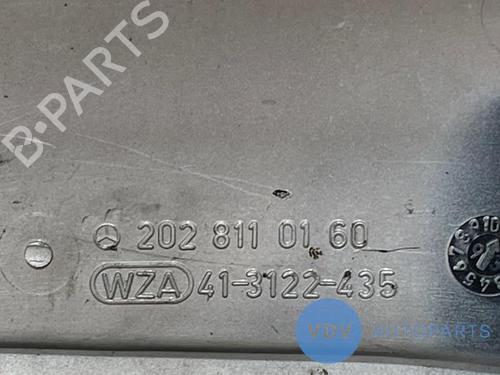 B-PARTS
202 811 01 60
WZA 41-3122-435
VDV AUTOPARTS